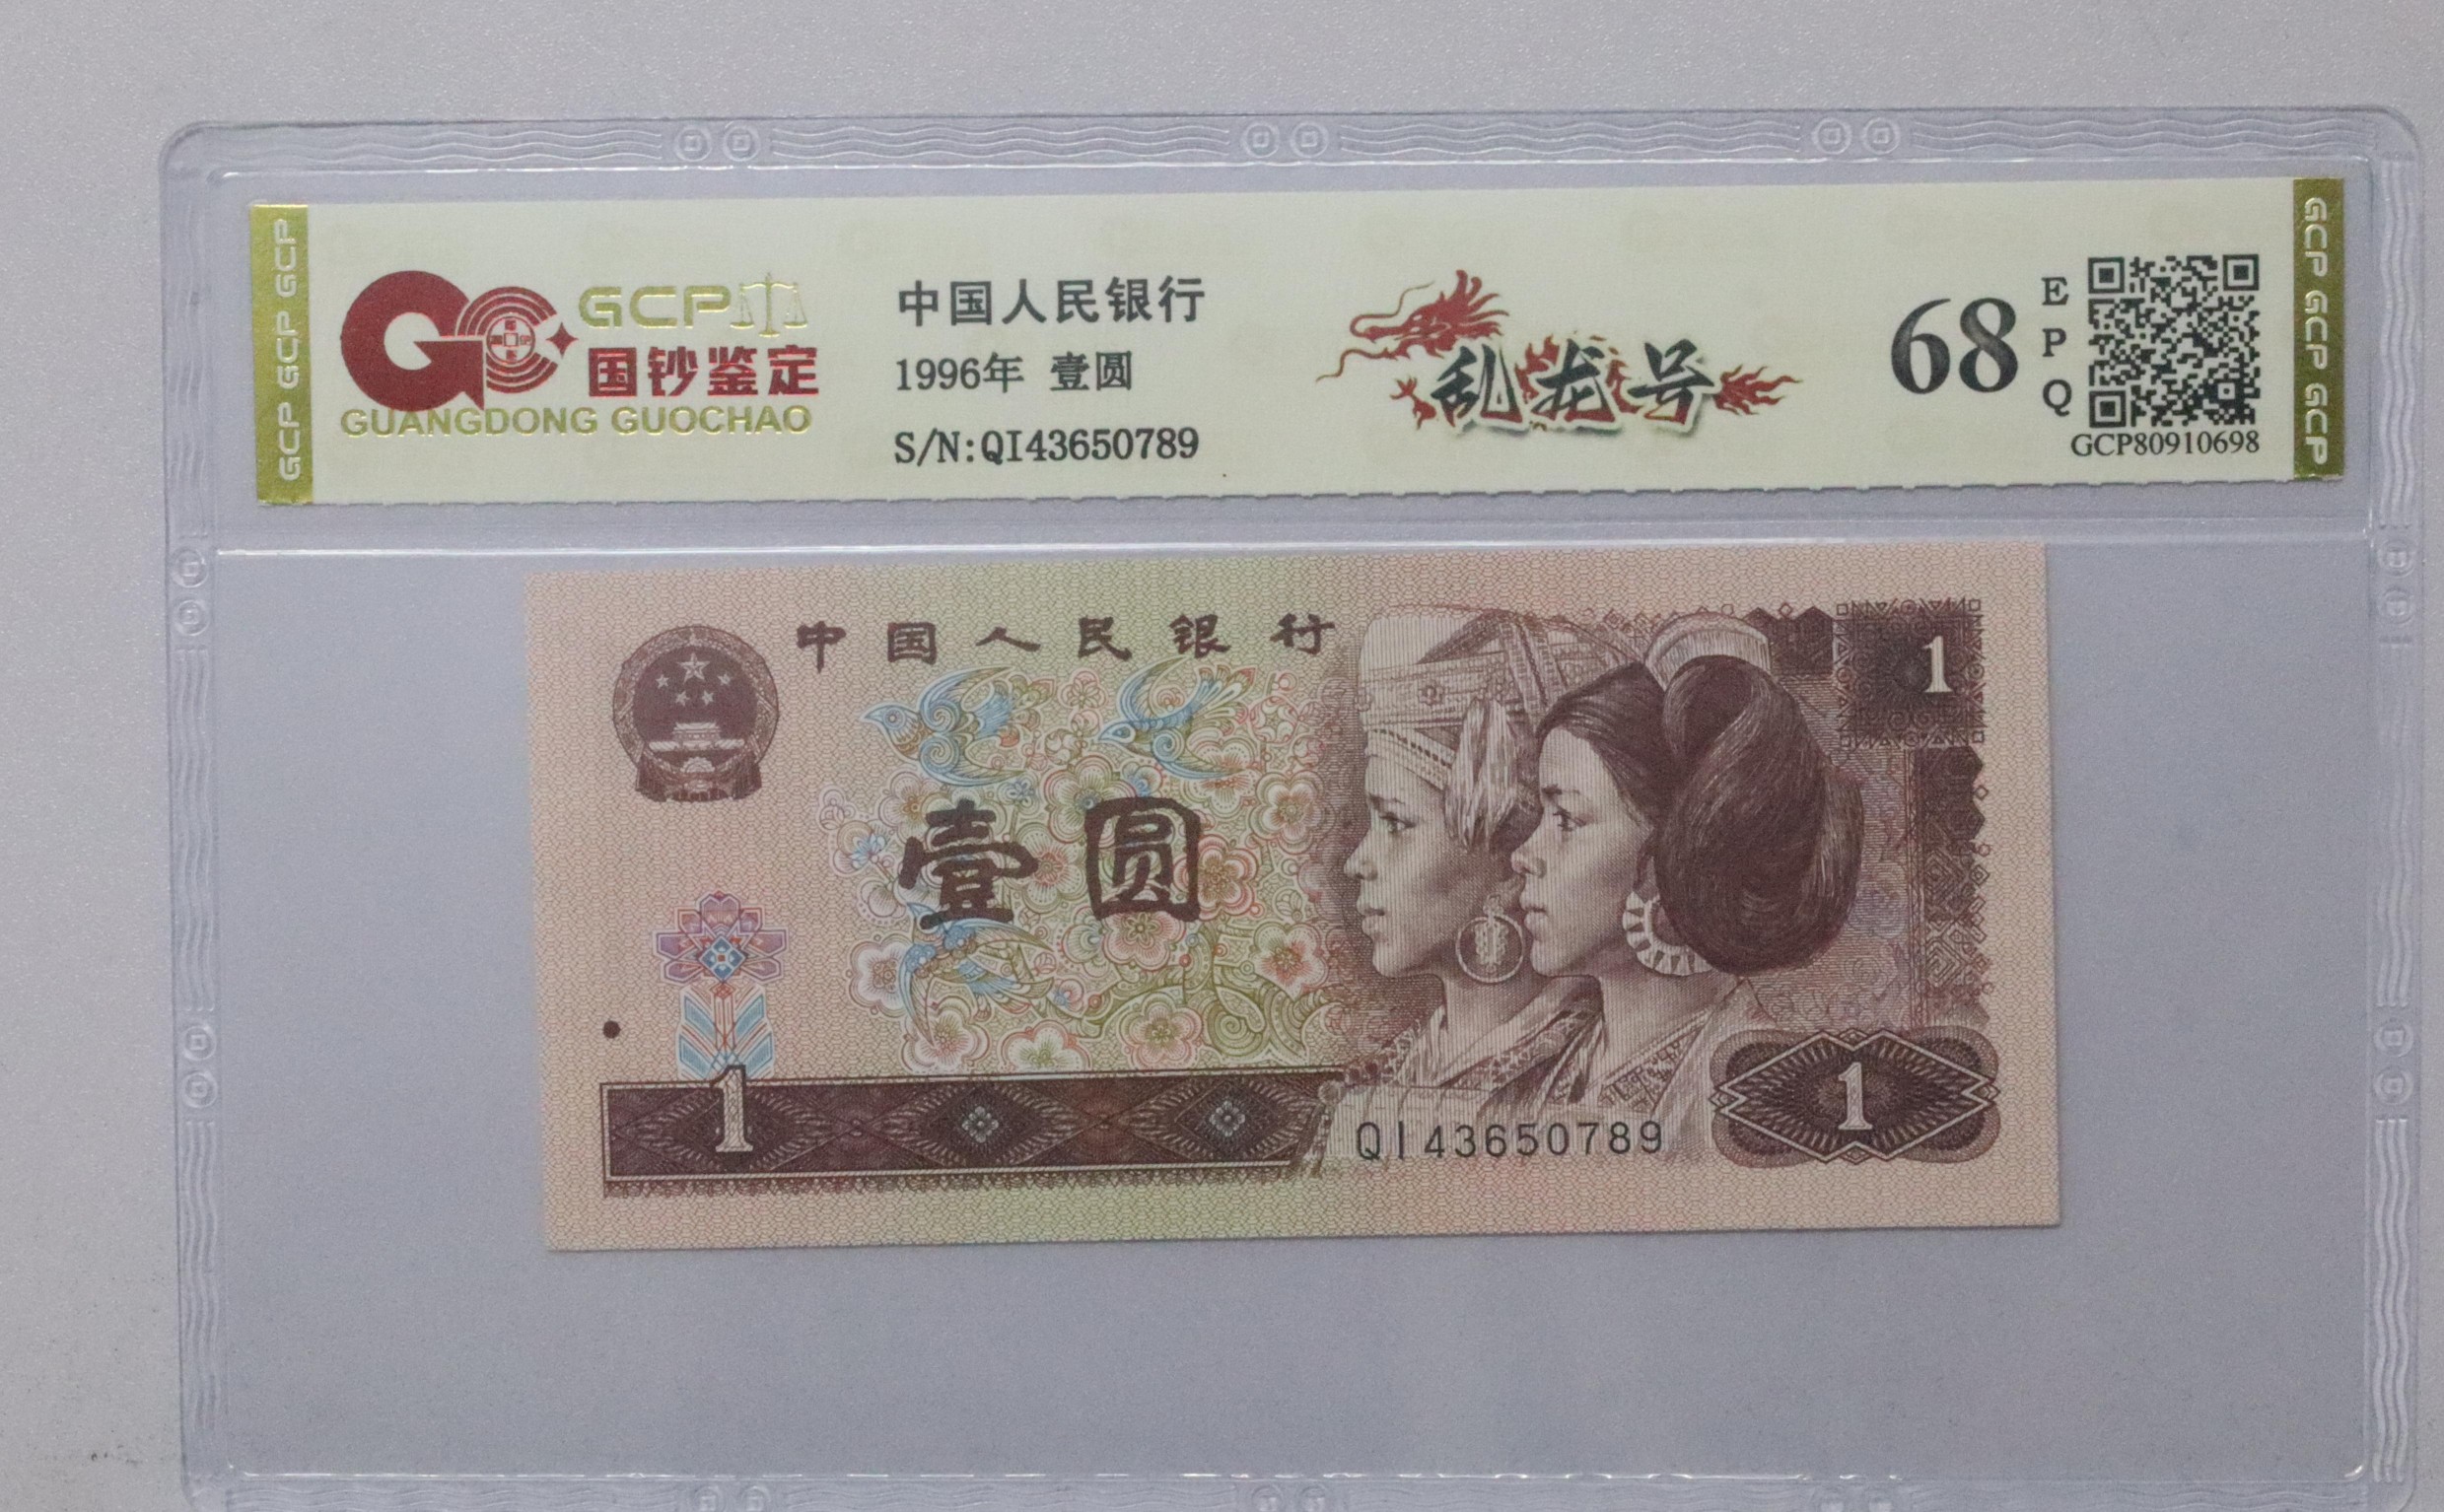 GCP GCP GCP
GCP
国钞鉴定
GUANGDONG GUOCHAO
中国人民银行
1996年 壹圆
S/N:QI43650789
乱龙号
68
E
P
Q
GCP80910698
GCP GCP GCP
中国人民银行
1
壹圆
1
QI43650789
1